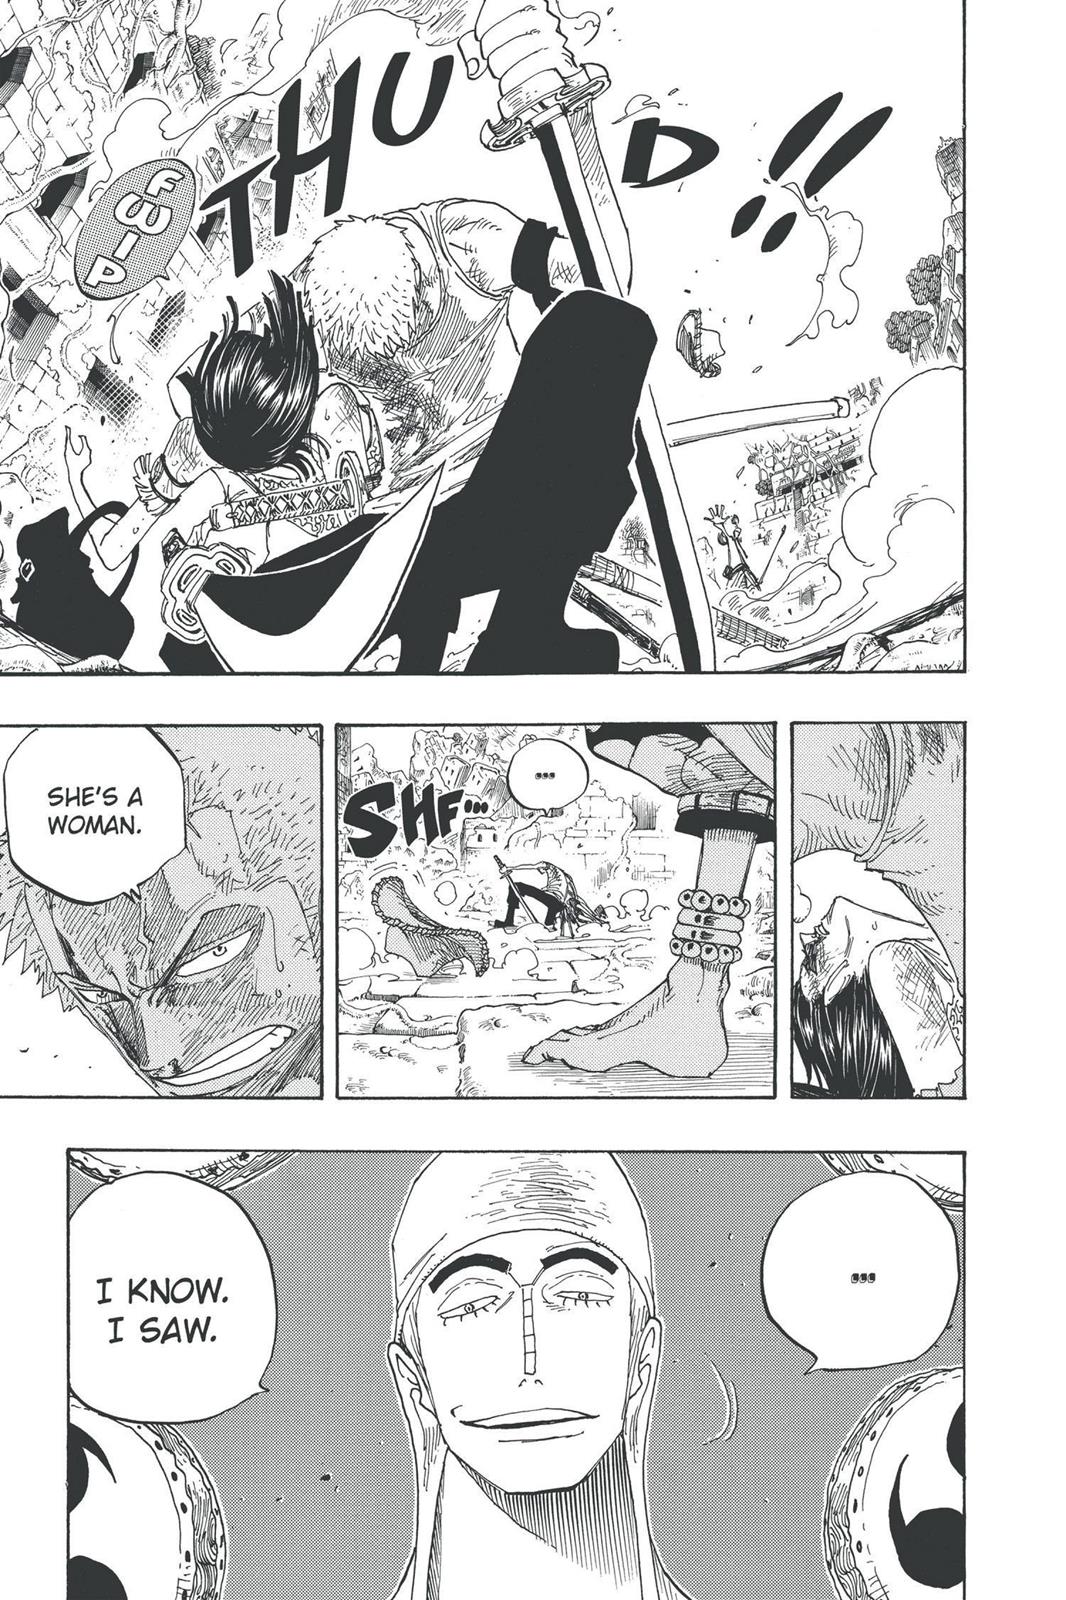 FWIP
THUD!!
...
SHF...
SHE'S A
WOMAN.
...
I KNOW.
I SAW.